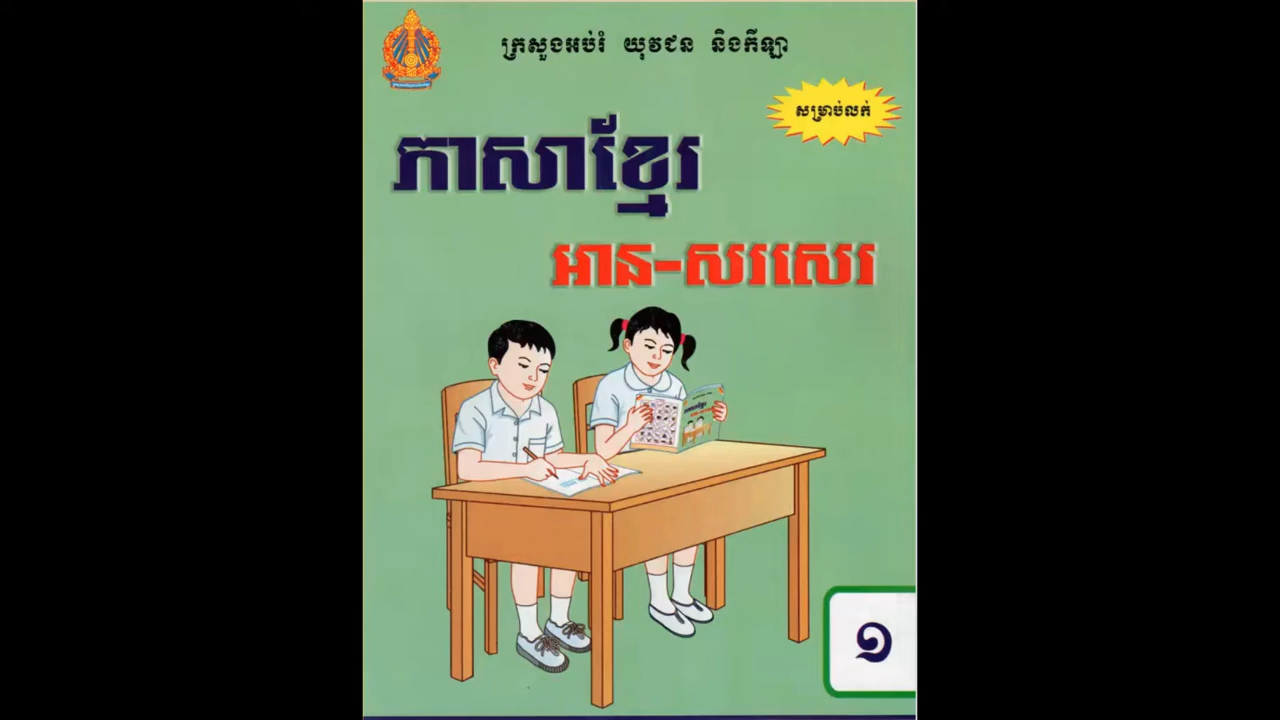 ក្រសួងអប់រំ យុវជន និងកីឡា
សម្រាប់លក់
ភាសាខ្មែរ
អាន-សរសេរ
១